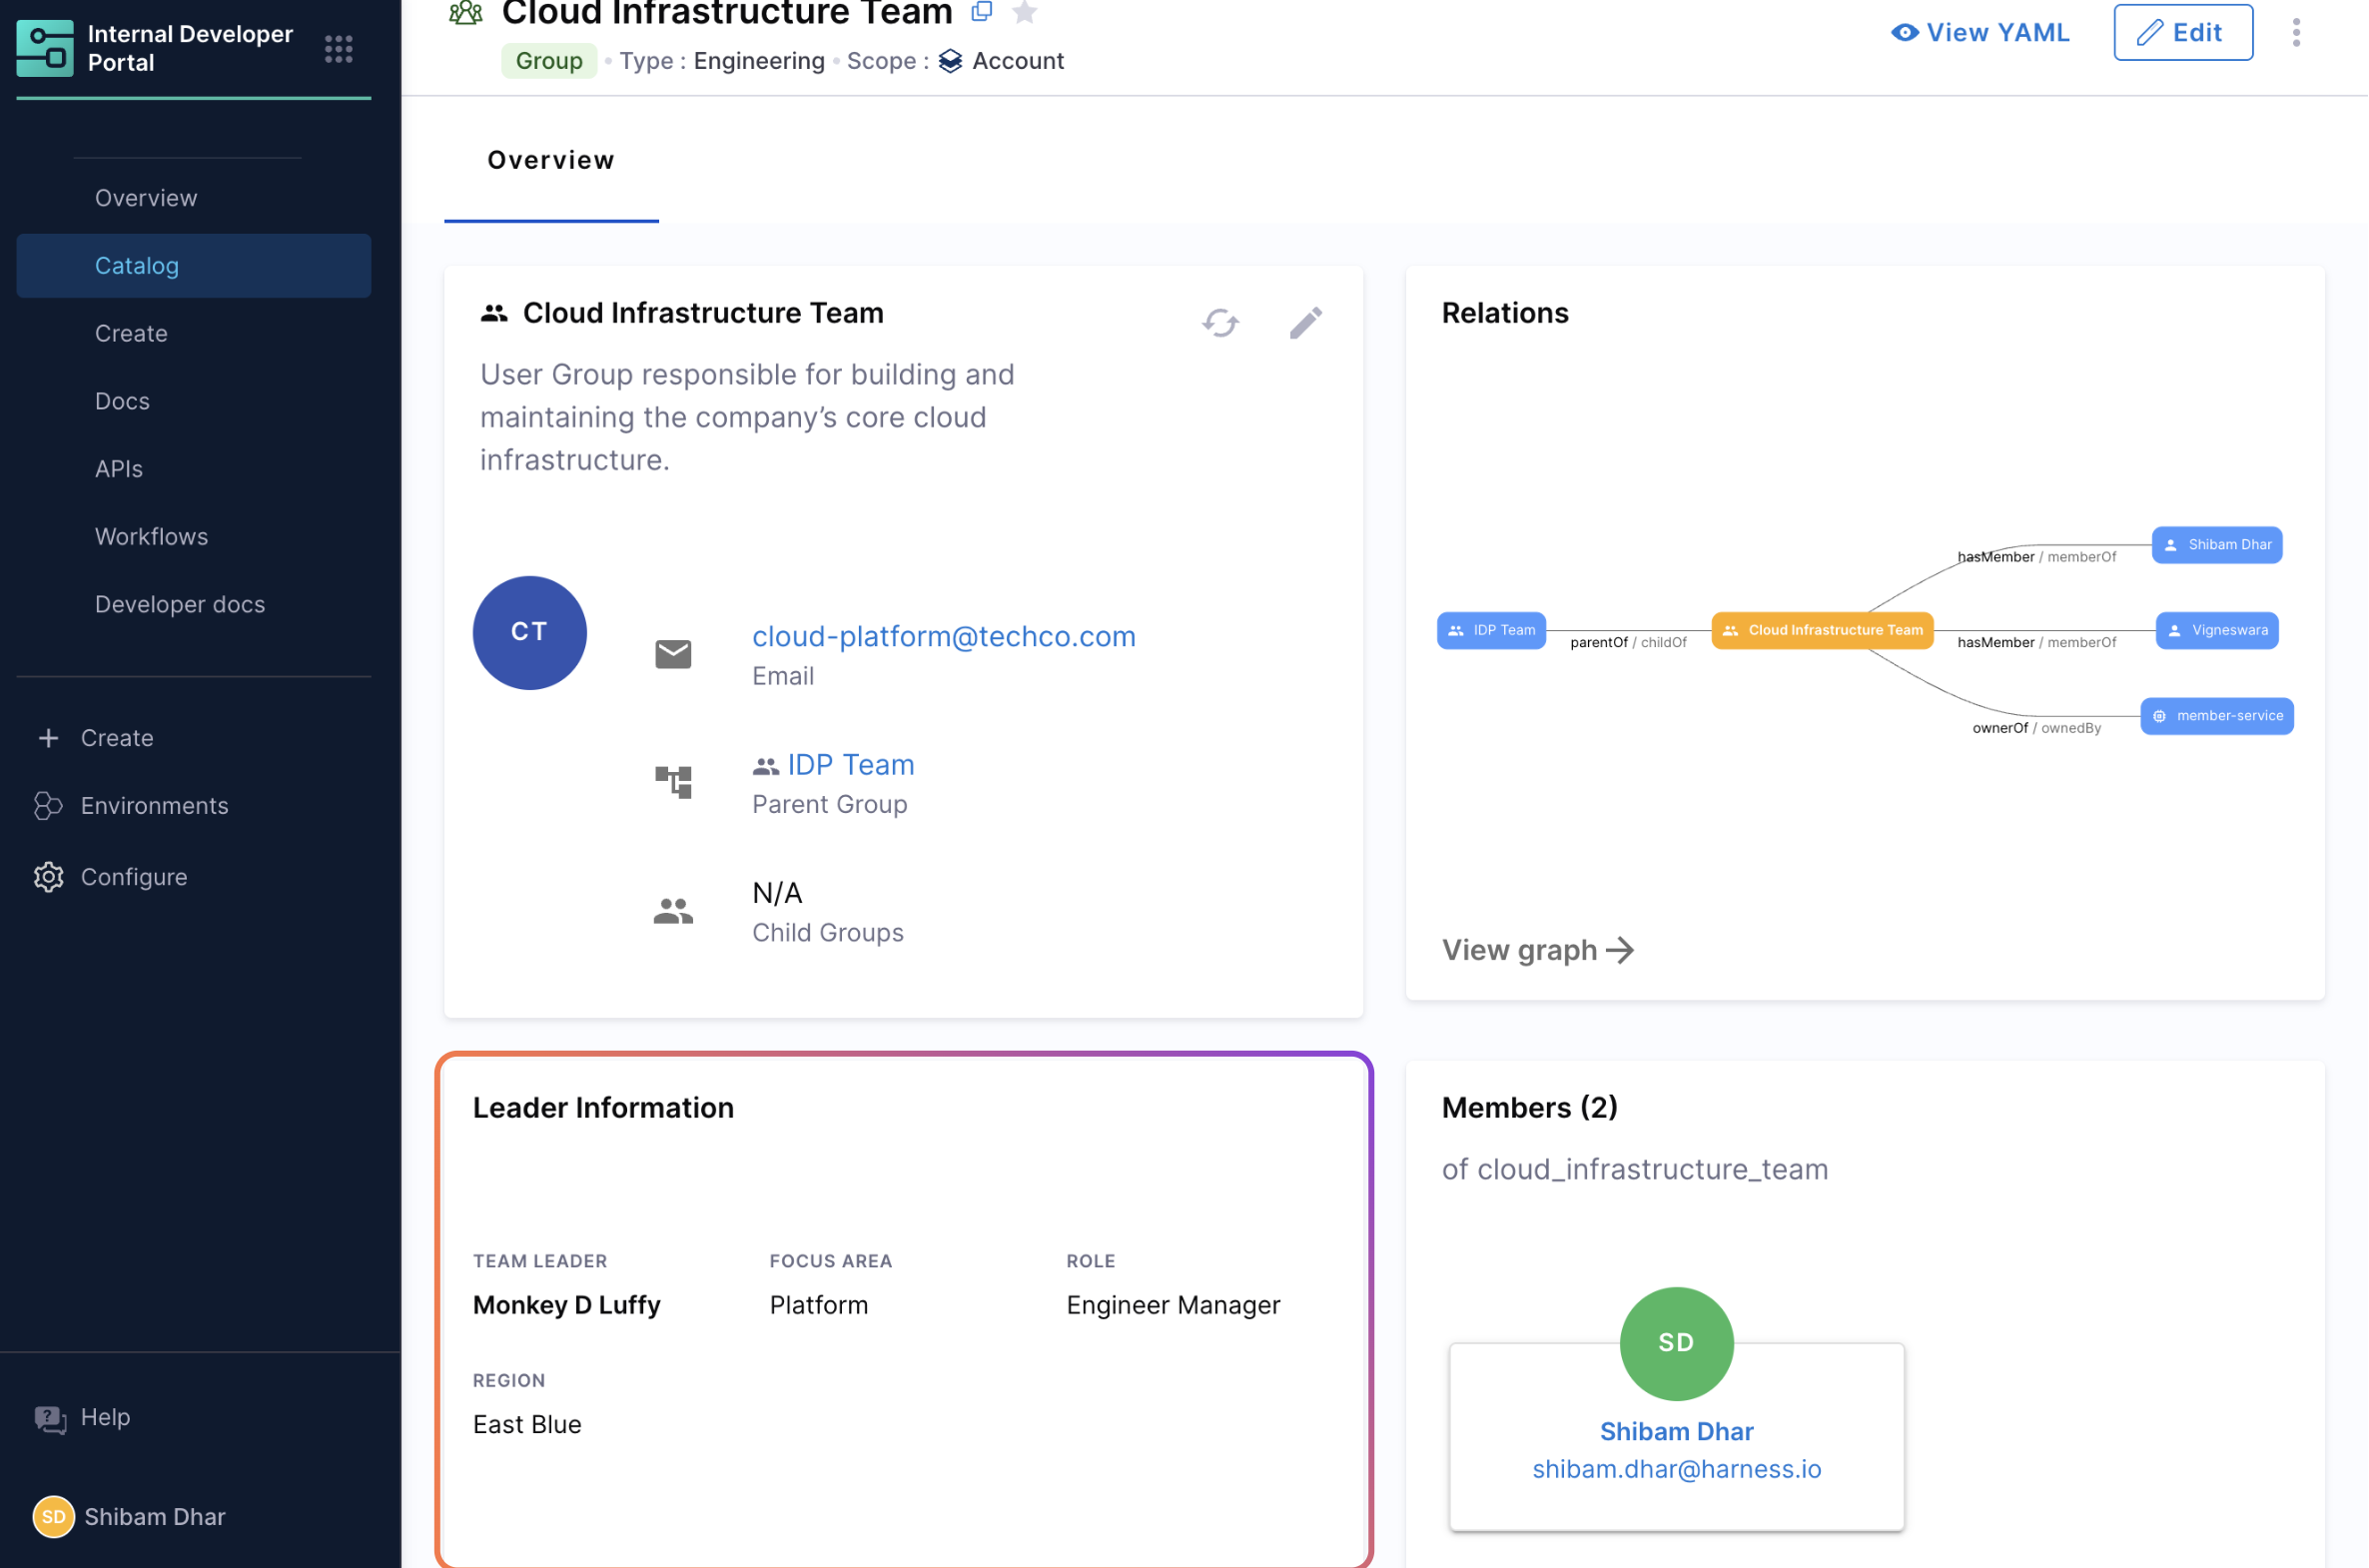 Internal Developer
Portal
Overview
Catalog
Create
Docs
APIs
Workflows
Developer docs
Create
Environments
Configure
Help
SD Shibam Dhar
Cloud Infrastructure Team
Group • Type : Engineering • Scope : Account
View YAML
Edit
Overview
Cloud Infrastructure Team
User Group responsible for building and
maintaining the company’s core cloud
infrastructure.
CT
cloud-platform@techco.com
Email
IDP Team
Parent Group
N/A
Child Groups
Relations
Shibam Dhar
hasMember / memberOf
IDP Team
parentOf / childOf
Cloud Infrastructure Team
hasMember / memberOf
Vigneswara
member-service
ownerOf / ownedBy
View graph
Leader Information
TEAM LEADER
Monkey D Luffy
FOCUS AREA
Platform
ROLE
Engineer Manager
REGION
East Blue
Members (2)
of cloud_infrastructure_team
SD
Shibam Dhar
shibam.dhar@harness.io